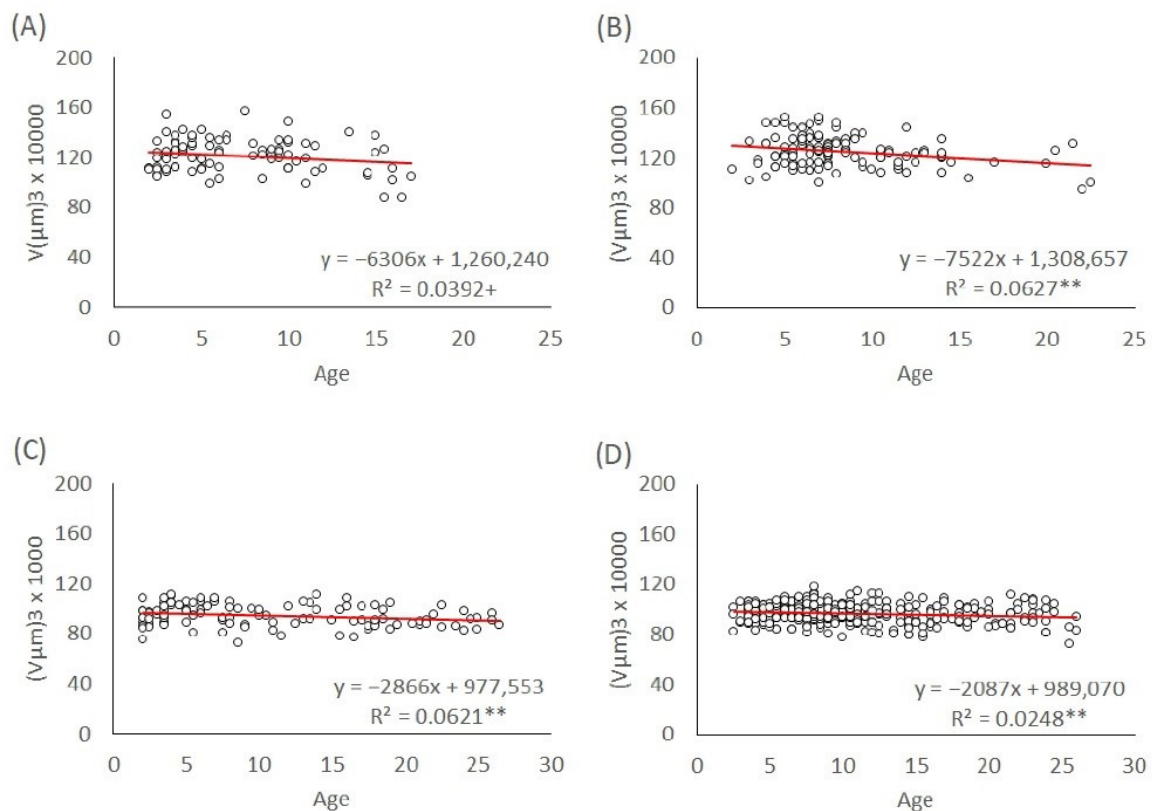 (A)
200
160
120
80
40
0
V(µm)3 x 10000
y = −6306x + 1,260,240
R² = 0.0392+
0 5 10 15 20 25
Age
(B)
200
160
120
80
40
0
(Vµm)3 x 10000
y = −7522x + 1,308,657
R² = 0.0627**
0 5 10 15 20 25
Age
(C)
200
160
120
80
40
0
(Vµm)3 x 1000
y = −2866x + 977,553
R² = 0.0621**
0 5 10 15 20 25 30
Age
(D)
200
160
120
80
40
0
(Vµm)3 x 10000
y = −2087x + 989,070
R² = 0.0248**
0 5 10 15 20 25 30
Age